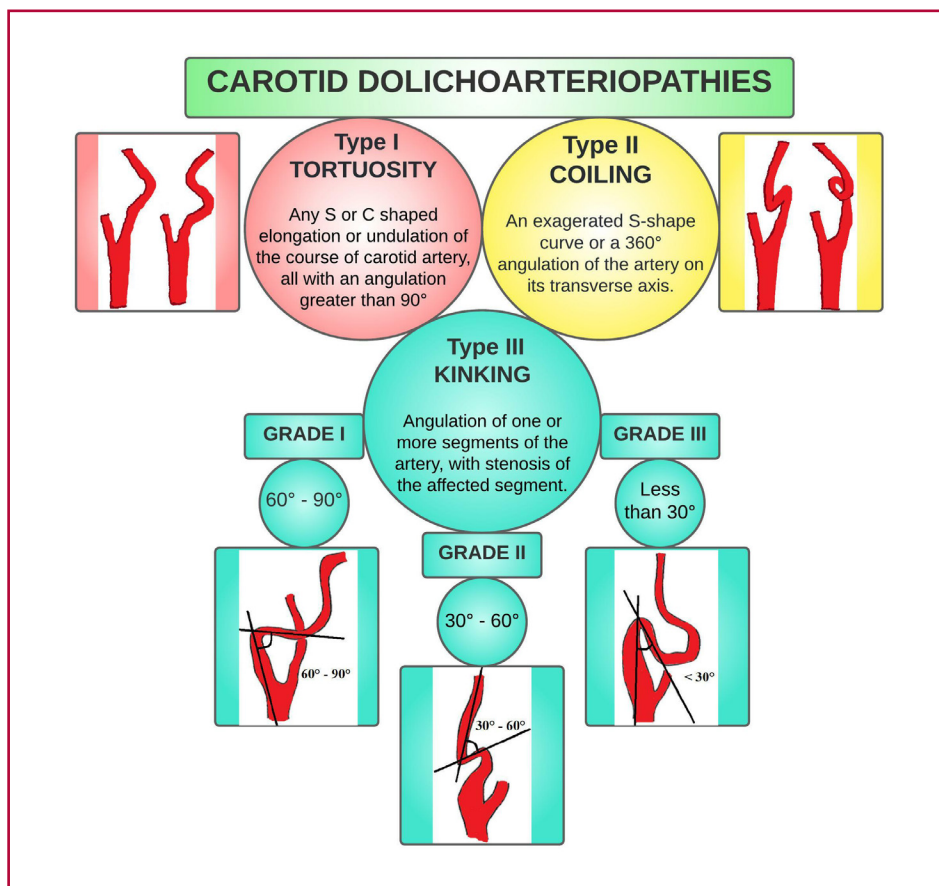 CAROTID DOLICHOARTERIOPATHIES
Type I
TORTUOSITY
Any S or C shaped
elongation or undulation of
the course of carotid artery,
all with an angulation
greater than 90°
Type II
COILING
An exagerated S-shape
curve or a 360°
angulation of the artery on
its transverse axis.
Type III
KINKING
Angulation of one or
more segments of the
artery, with stenosis of
the affected segment.
GRADE I
60° - 90°
60° - 90°
GRADE II
30° - 60°
30° - 60°
GRADE III
Less
than 30°
< 30°